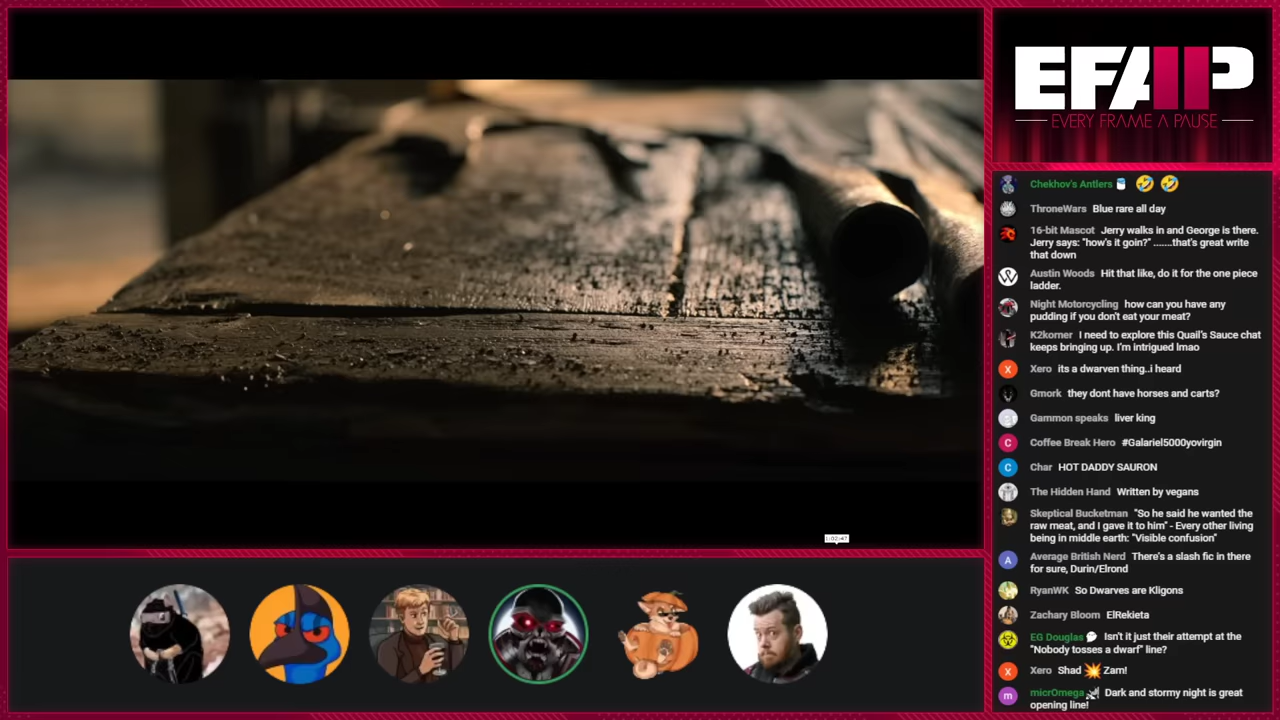 EFAP
EVERY FRAME A PAUSE
Chekhov's Antlers
ThroneWars Blue rare all day
16-bit Mascot Jerry walks in and George is there.
Jerry says: "how's it goin?" .......that's great write
that down
Austin Woods Hit that like, do it for the one piece
ladder.
Night Motorcycling how can you have any
pudding if you don't eat your meat?
K2korner I need to explore this Quail's Sauce chat
keeps bringing up. I'm intrigued lmao
X
Xero its a dwarven thing..i heard
Gmork they dont have horses and carts?
Gammon speaks liver king
C
Coffee Break Hero #Galariel5000yovirgin
C
Char HOT DADDY SAURON
The Hidden Hand Written by vegans
Skeptical Bucketman "So he said he wanted the
raw meat, and I gave it to him" - Every other living
being in middle earth: "Visible confusion"
A
Average British Nerd There's a slash fic in there
for sure, Durin/Elrond
RyanWK So Dwarves are Kligons
Zachary Bloom ElRekieta
EG Douglas Isn't it just their attempt at the
"Nobody tosses a dwarf" line?
X
Xero Shad 💥 Zam!
m
micrOmega Dark and stormy night is great
opening line!
1:02:47